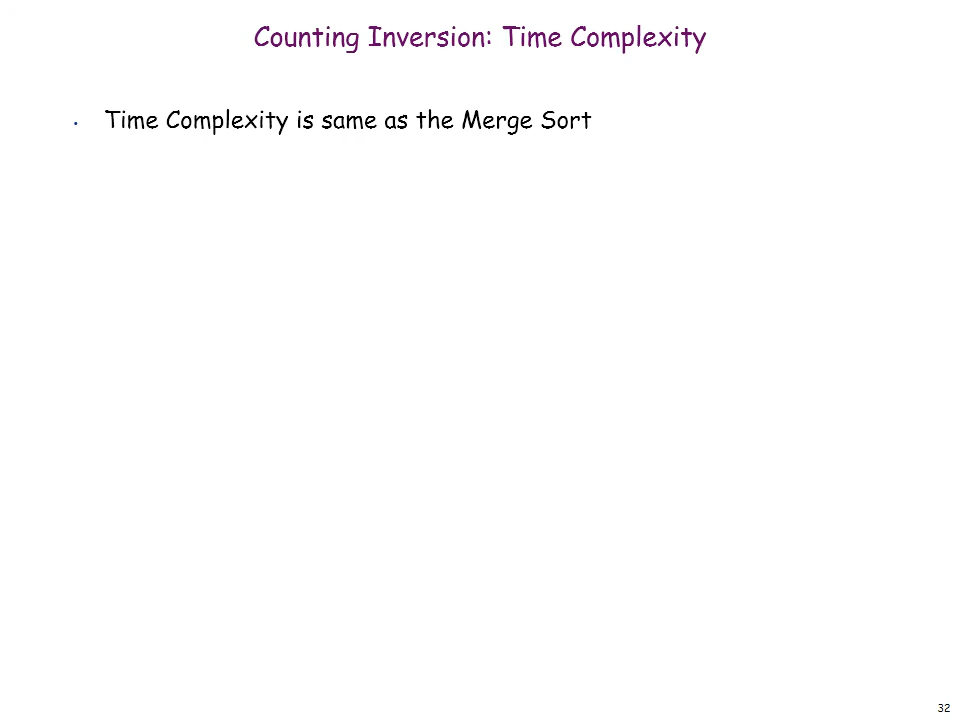 Counting Inversion: Time Complexity
• Time Complexity is same as the Merge Sort
32